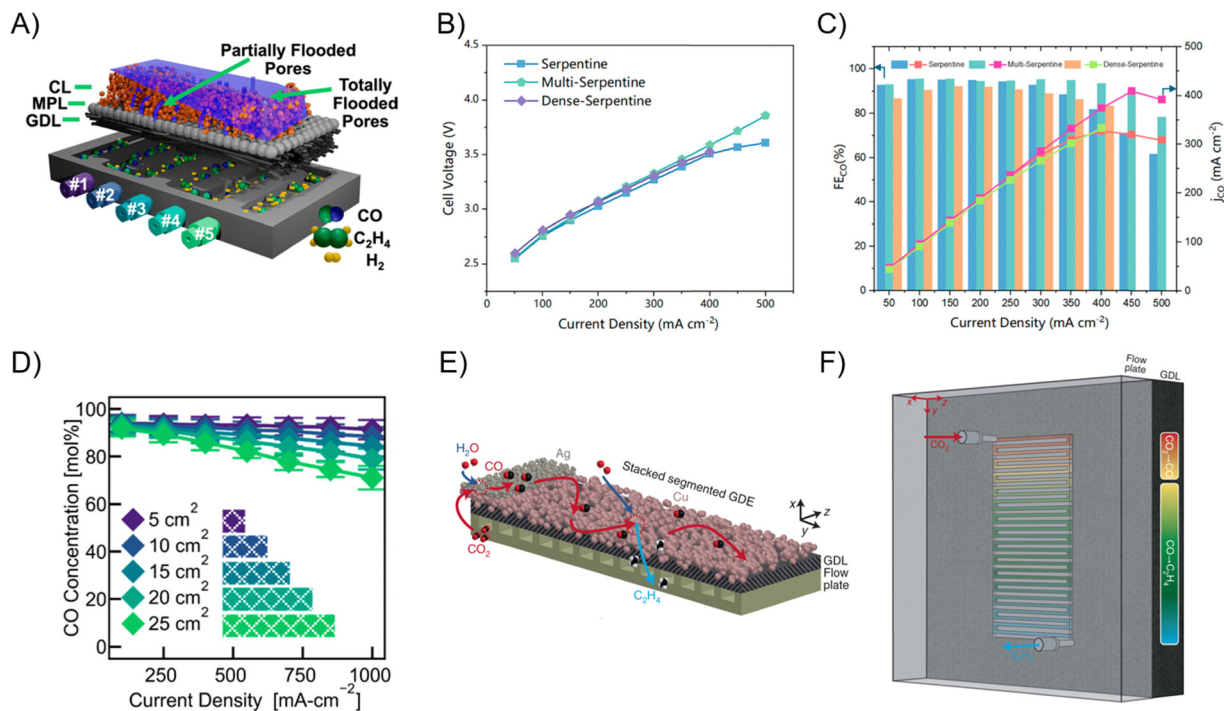 A)
Partially Flooded
Pores
Totally
Flooded
Pores
CL
MPL
GDL
#1
#2
#3
#4
#5
CO
C₂H₄
H₂
B)
Cell Voltage (V)
4.5
4.0
3.5
3.0
2.5
Serpentine
Multi-Serpentine
Dense-Serpentine
0 100 200 300 400 500
Current Density (mA cm⁻²)
C)
FE_CO(%)
100
80
60
40
20
0
Serpentine Multi-Serpentine Dense-Serpentine
500
400
300
200
100
0
j_CO (mA cm⁻²)
50 100 150 200 250 300 350 400 450 500
Current Density (mA cm⁻²)
D)
CO Concentration [mol%]
100
80
60
40
20
0
5 cm²
10 cm²
15 cm²
20 cm²
25 cm²
250 500 750 1000
Current Density [mA-cm⁻²]
E)
H₂O
Ag
CO
Stacked segmented GDE
Cu
CO₂
x
z
y
GDL
Flow
plate
C₂H₄
F)
Flow
plate
GDL
x
z
y
CO₂
CO₂→CO
CO→C₂H₄